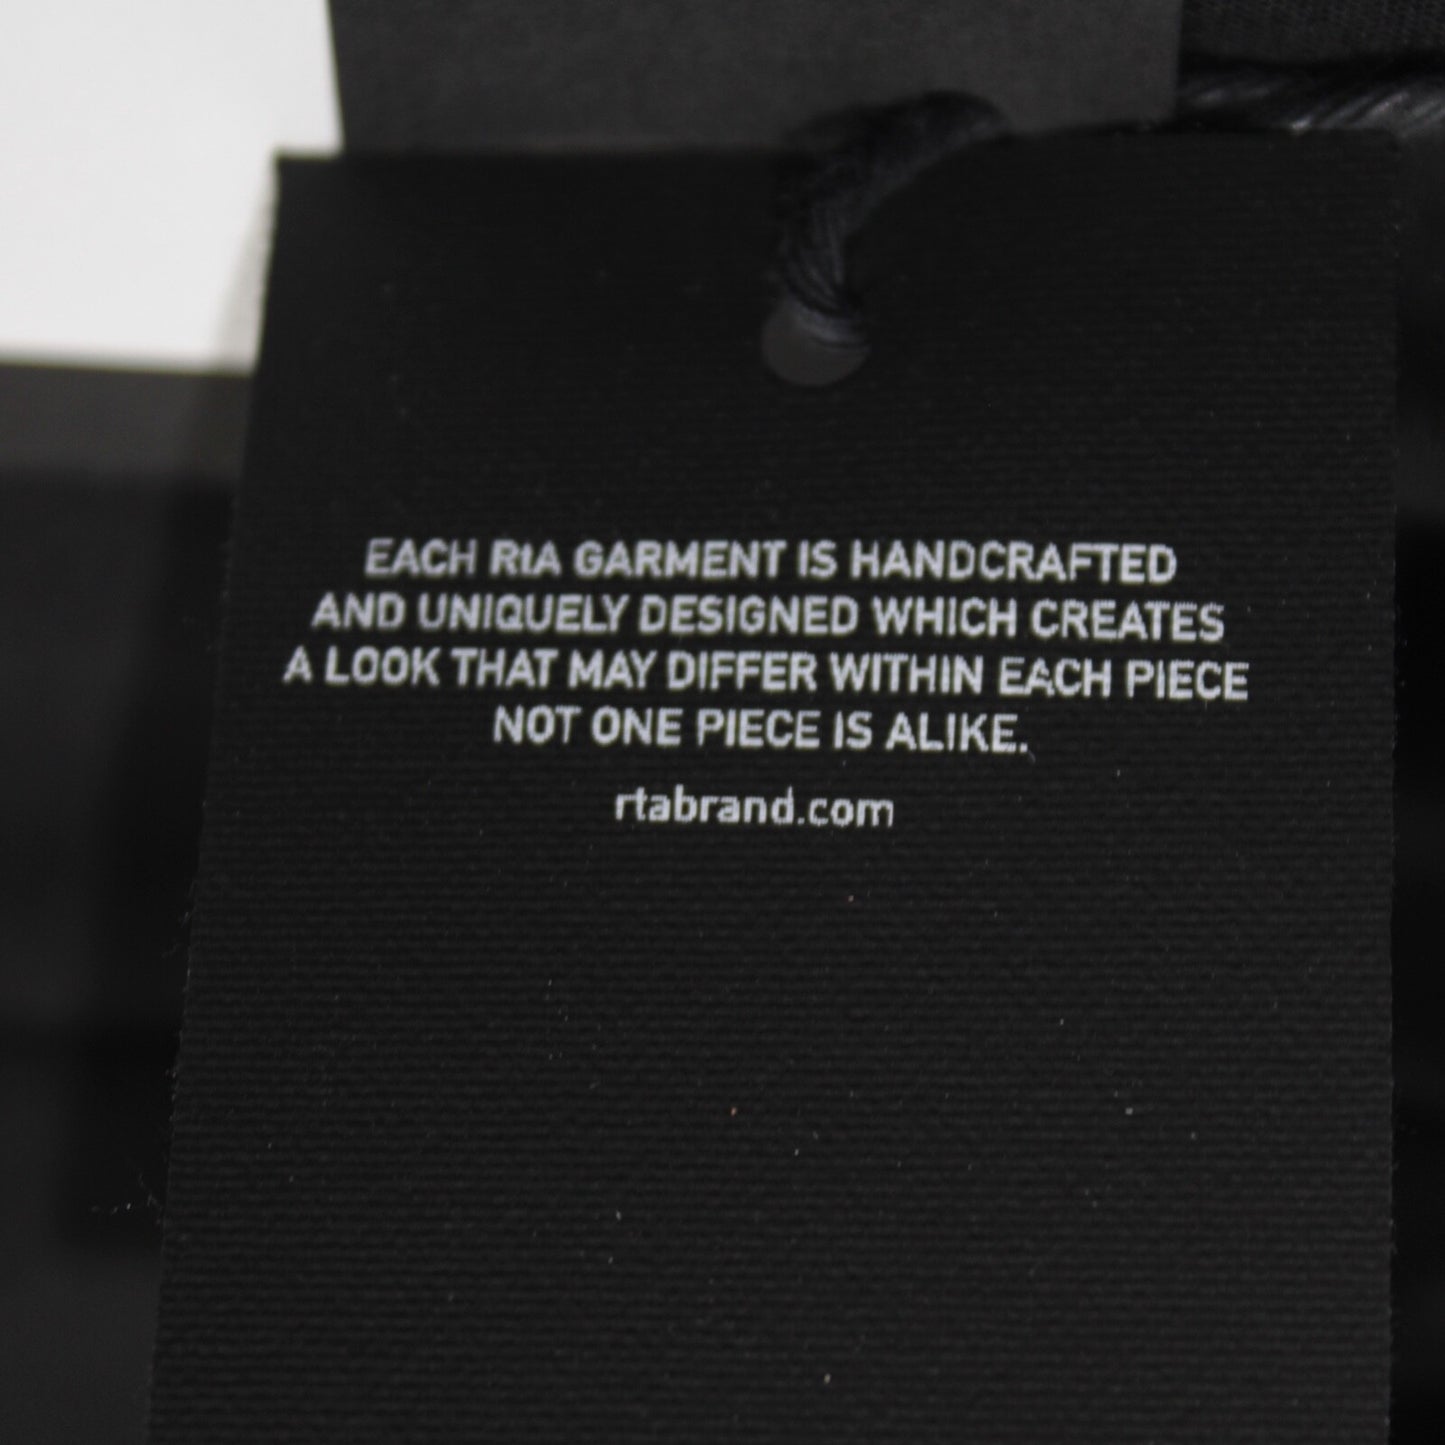 EACH RtA GARMENT IS HANDCRAFTED
AND UNIQUELY DESIGNED WHICH CREATES
A LOOK THAT MAY DIFFER WITHIN EACH PIECE
NOT ONE PIECE IS ALIKE.
rtabrand.com